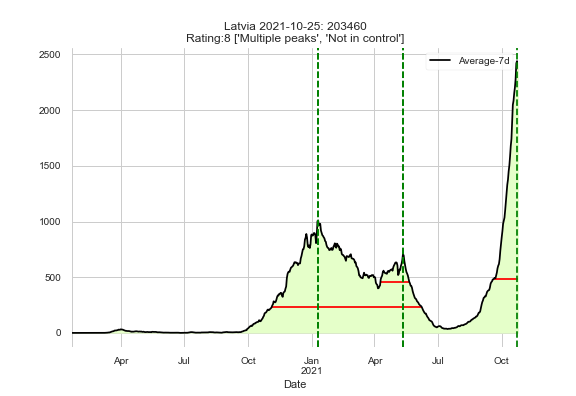 Latvia 2021-10-25: 203460
Rating:8 ['Multiple peaks', 'Not in control']
Average-7d
2500
2000
1500
1000
500
0
Apr Jul Oct Jan Apr Jul Oct
2021
Date